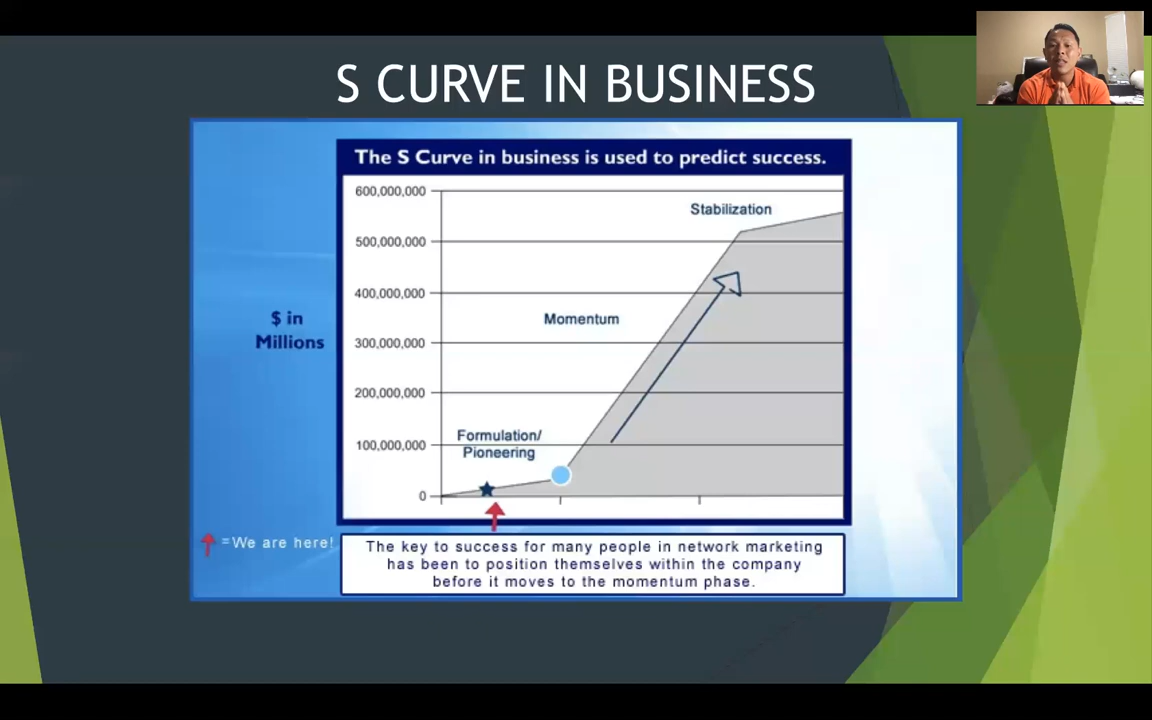 S CURVE IN BUSINESS
The S Curve in business is used to predict success.
600,000,000
Stabilization
500,000,000
400,000,000
$ in
Millions
Momentum
300,000,000
200,000,000
Formulation/
Pioneering
100,000,000
0
=We are here!
The key to success for many people in network marketing
has been to position themselves within the company
before it moves to the momentum phase.